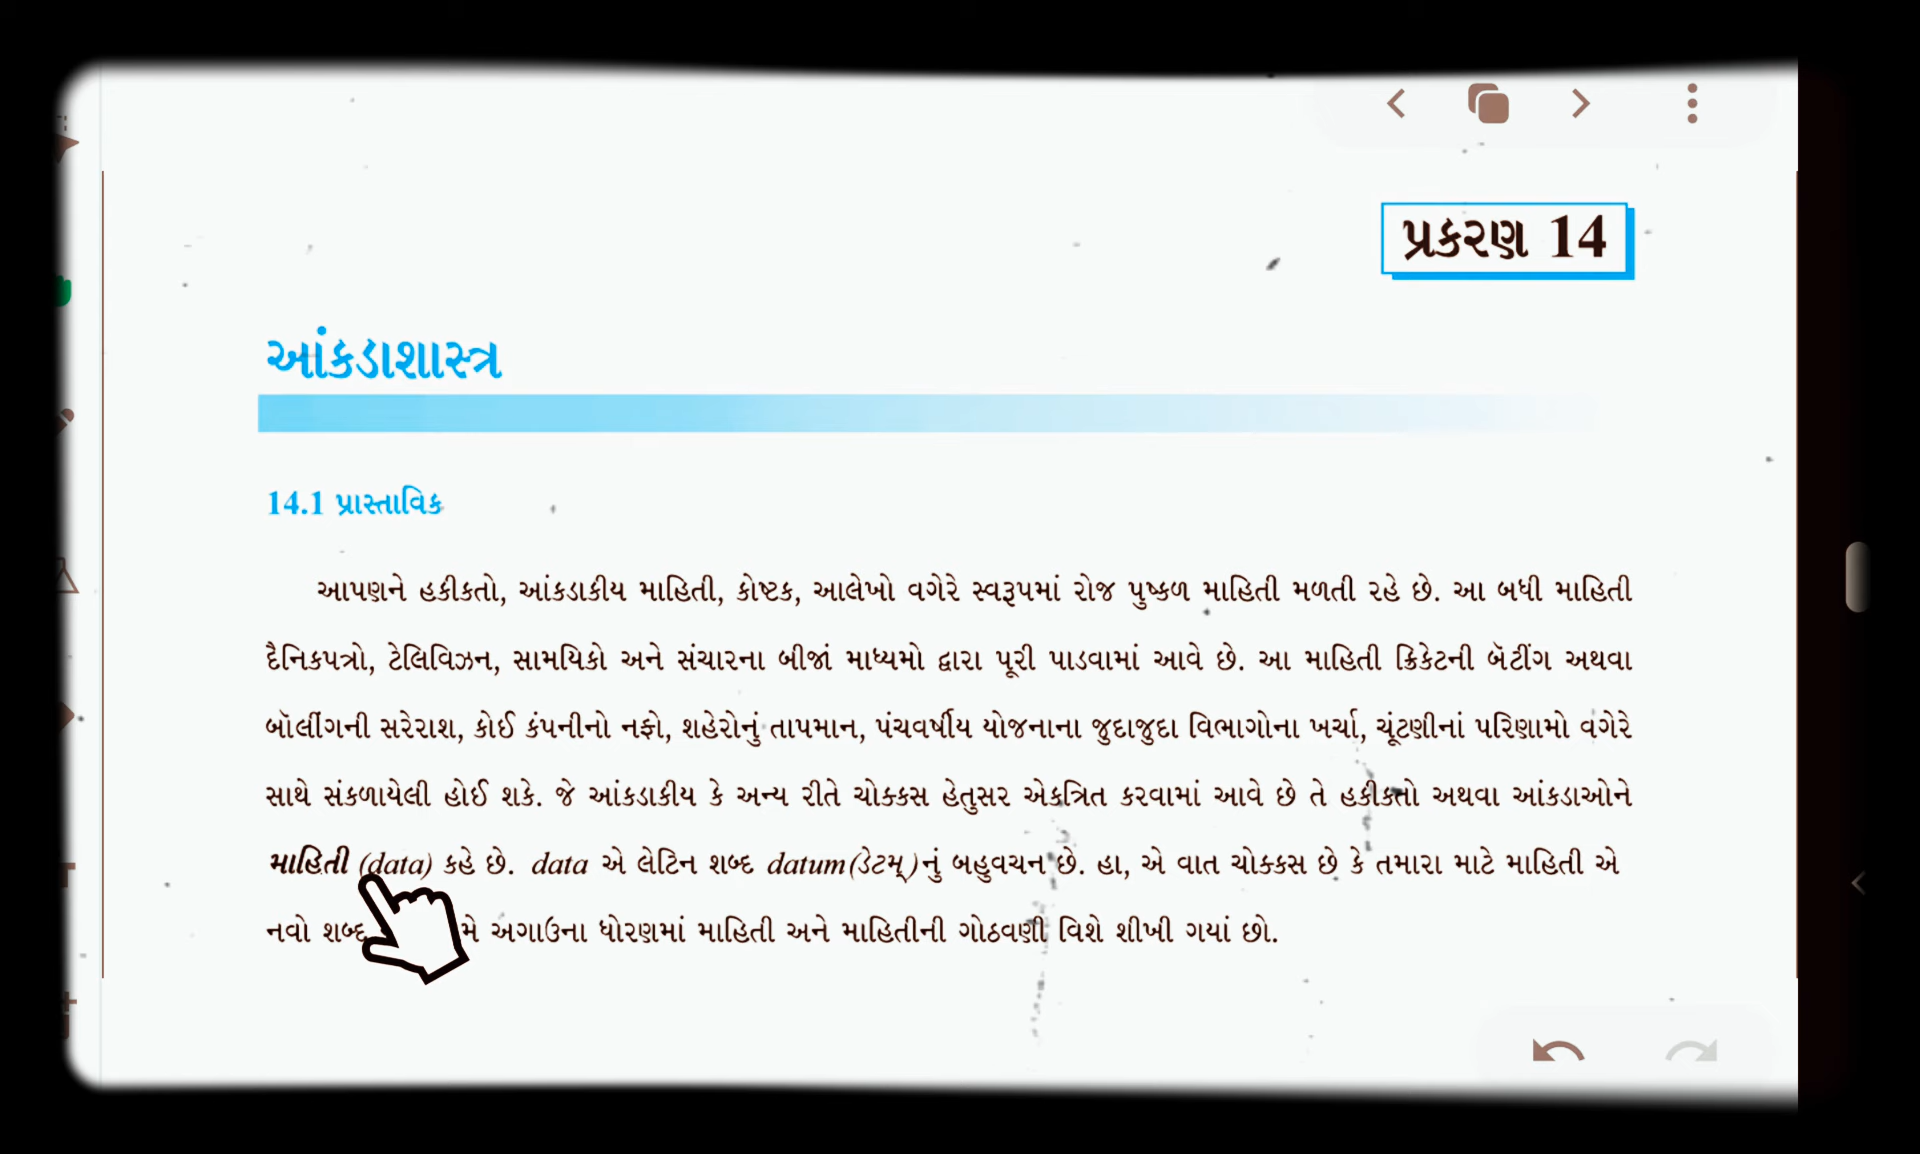 પ્રકરણ 14
આંકડાશાસ્ત્ર
14.1 પ્રાસ્તાવિક
આપણને હકીકતો, આંકડાકીય માહિતી, કોષ્ટક, આલેખો વગેરે સ્વરૂપમાં રોજ પુષ્કળ માહિતી મળતી રહે છે. આ બધી માહિતી
દૈનિકપત્રો, ટેલિવિઝન, સામયિકો અને સંચારના બીજાં માધ્યમો દ્વારા પૂરી પાડવામાં આવે છે. આ માહિતી ક્રિકેટની બૅટીંગ અથવા
બૉલીંગની સરેરાશ, કોઈ કંપનીનો નફો, શહેરોનું તાપમાન, પંચવર્ષીય યોજનાના જુદાજુદા વિભાગોના ખર્ચા, ચૂંટણીનાં પરિણામો વગેરે
સાથે સંકળાયેલી હોઈ શકે. જે આંકડાકીય કે અન્ય રીતે ચોક્કસ હેતુસર એકત્રિત કરવામાં આવે છે તે હકીકતો અથવા આંકડાઓને
માહિતી (data) કહે છે. data એ લેટિન શબ્દ datum(ડેટમ્)નું બહુવચન છે. હા, એ વાત ચોક્કસ છે કે તમારા માટે માહિતી એ
નવો શબ્દ અગાઉના ધોરણમાં માહિતી અને માહિતીની ગોઠવણી વિશે શીખી ગયાં છો.